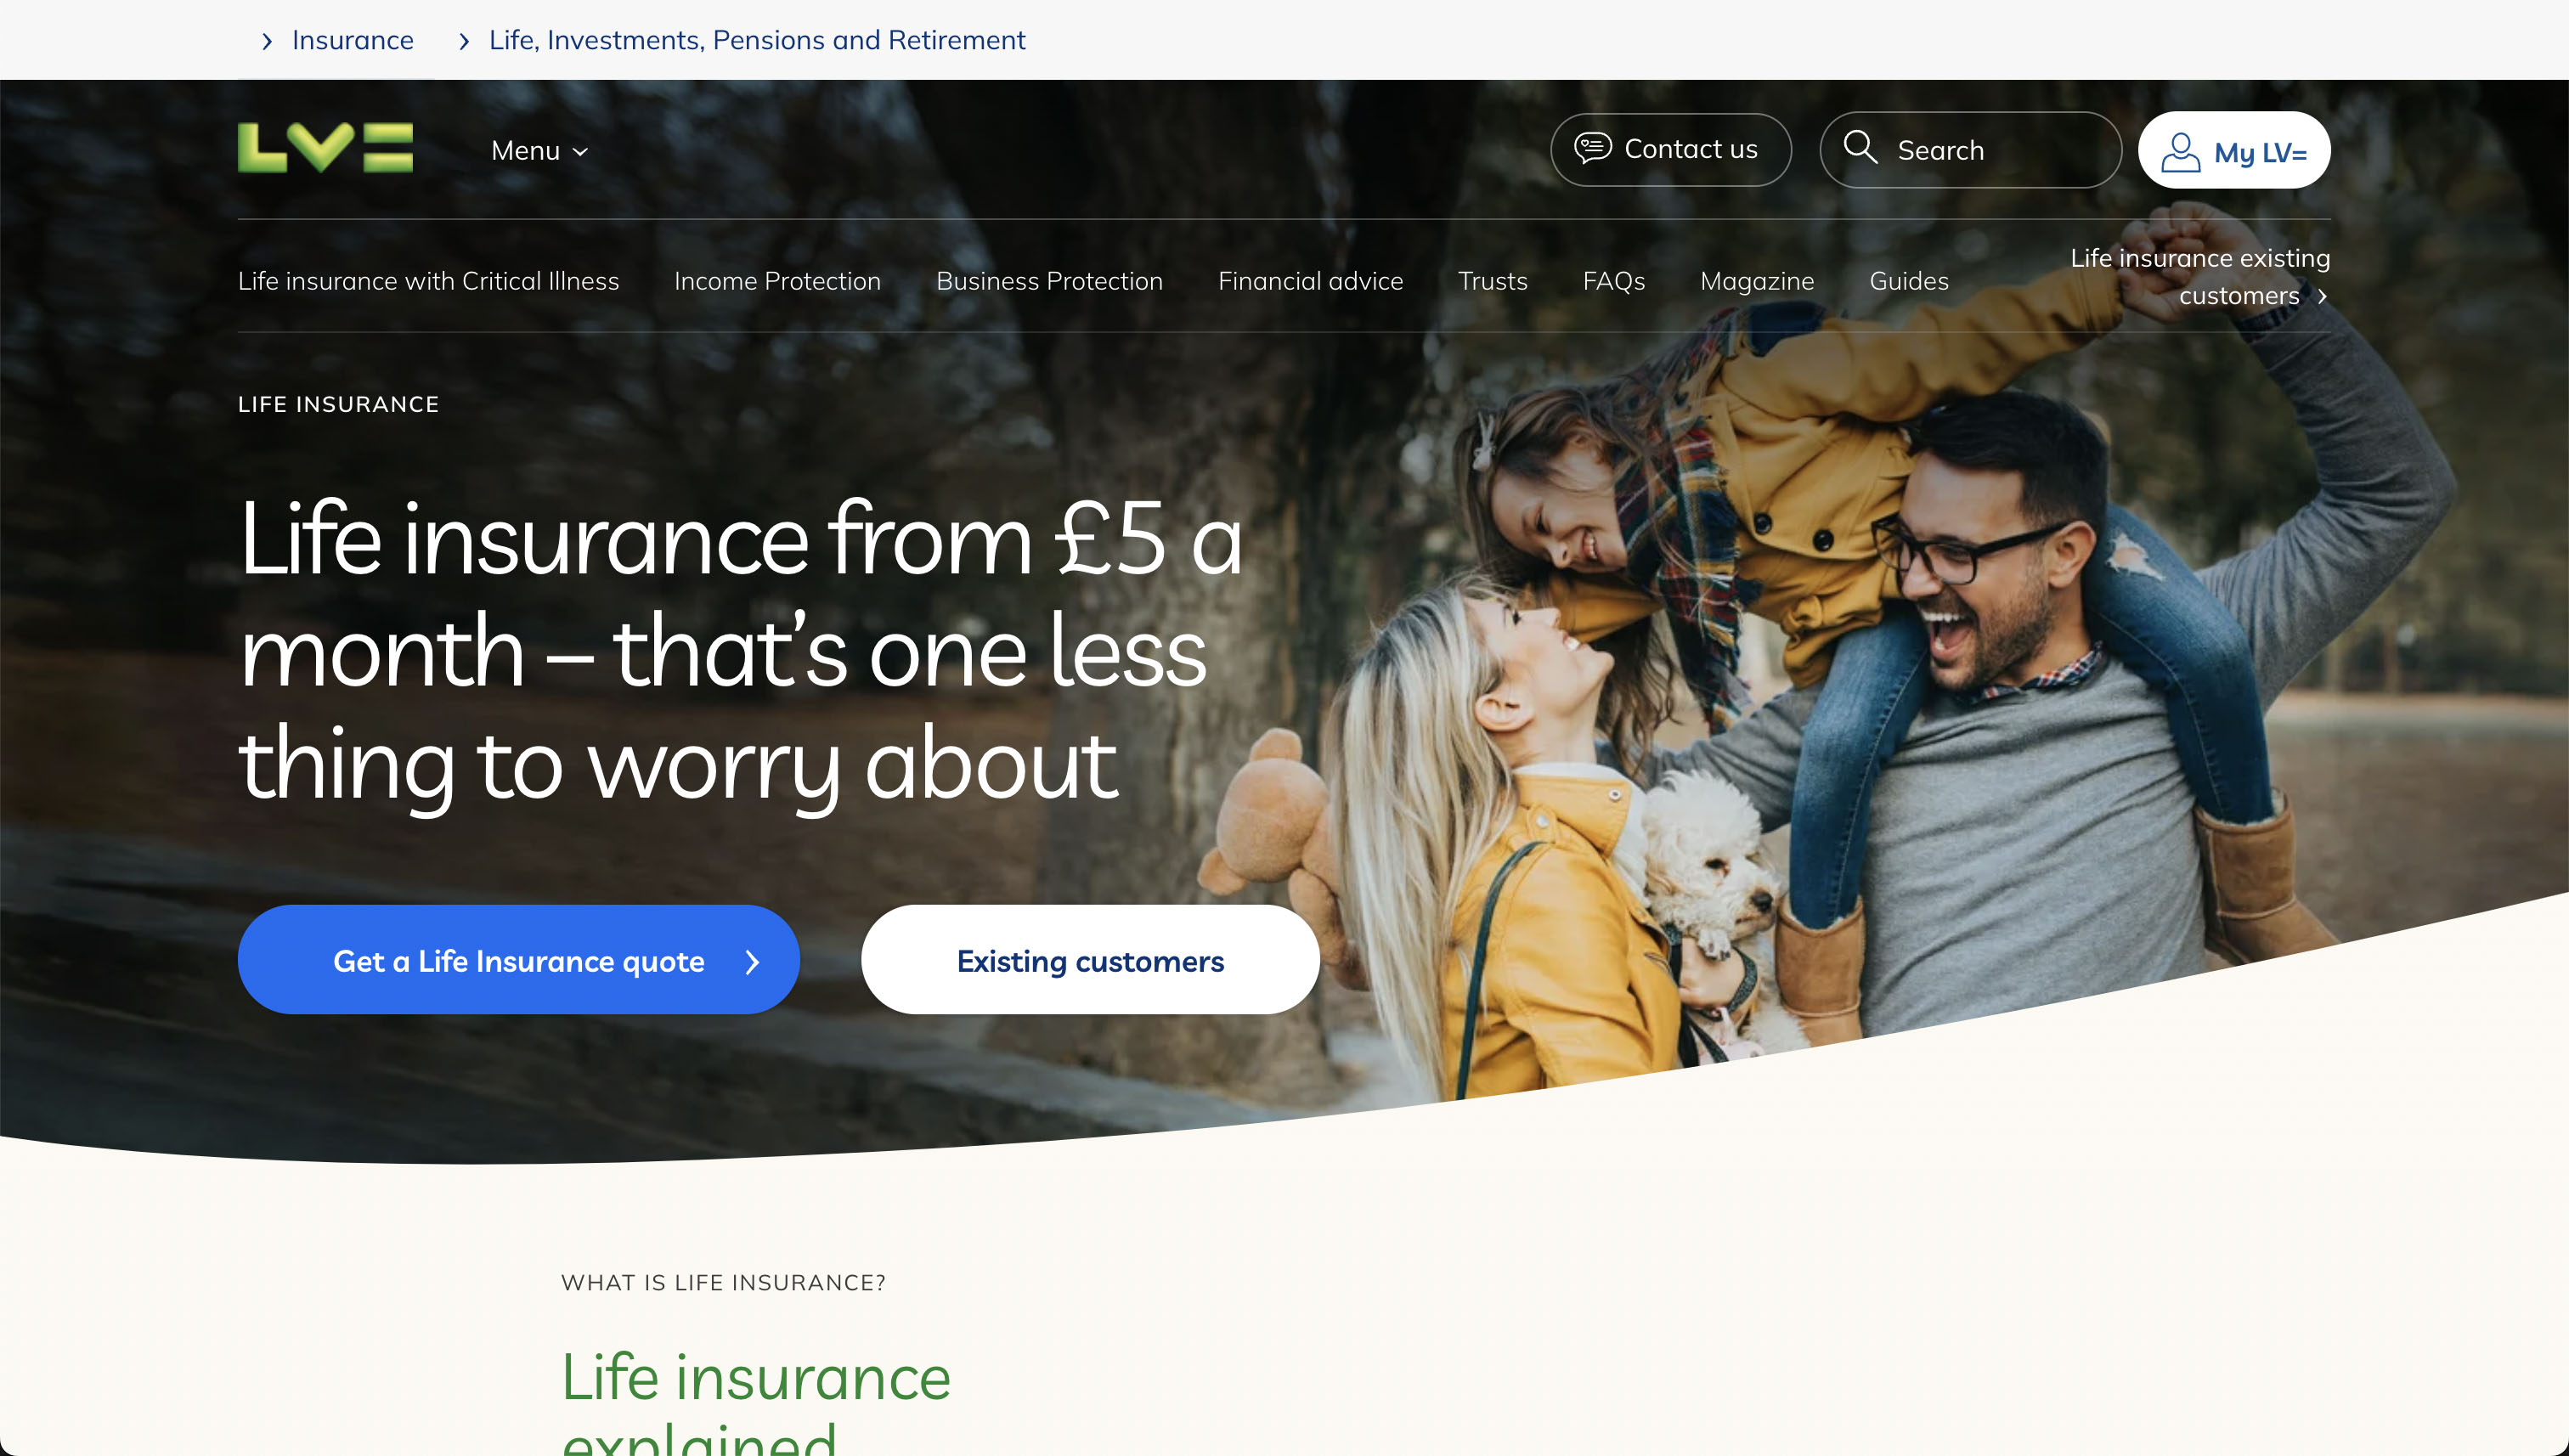 Insurance
Life, Investments, Pensions and Retirement
LV=
Menu
Contact us
Search
My LV=
Life insurance with Critical Illness
Income Protection
Business Protection
Financial advice
Trusts
FAQs
Magazine
Guides
Life insurance existing
customers
LIFE INSURANCE
Life insurance from £5 a
month – that’s one less
thing to worry about
Get a Life Insurance quote
Existing customers
WHAT IS LIFE INSURANCE?
Life insurance
explained